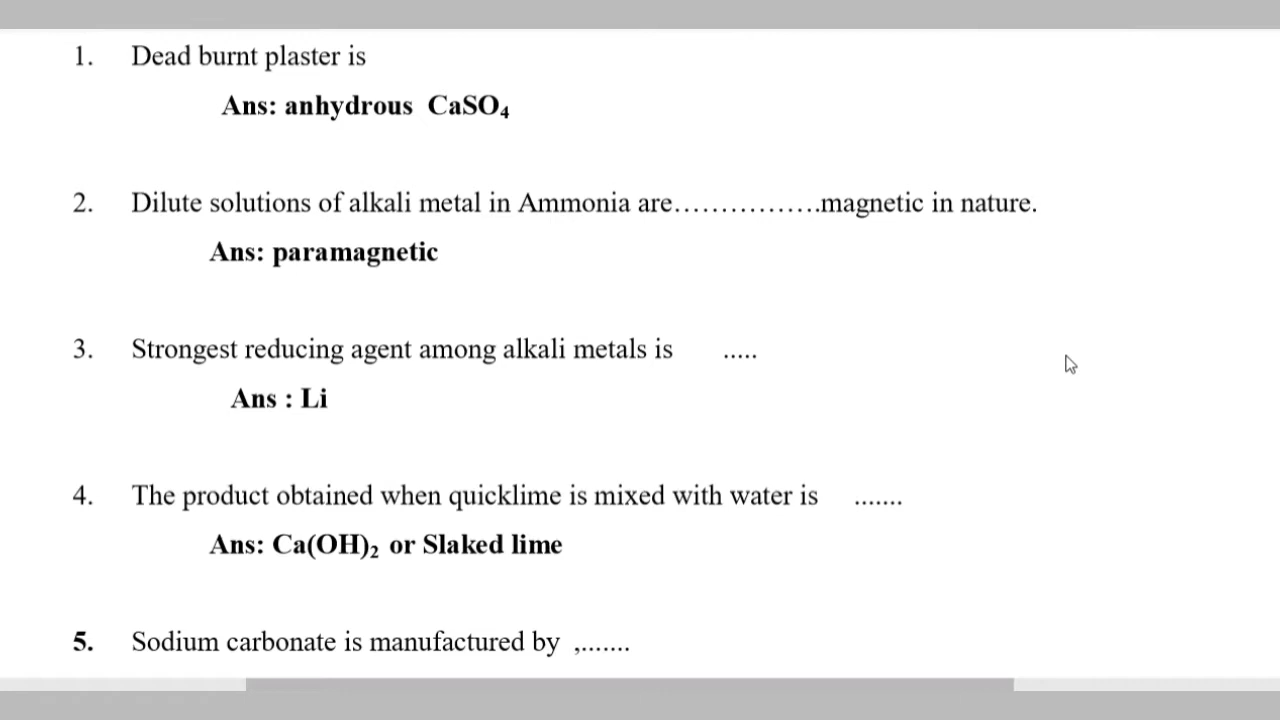 1. Dead burnt plaster is
Ans: anhydrous CaSO₄
2. Dilute solutions of alkali metal in Ammonia are…………….magnetic in nature.
Ans: paramagnetic
3. Strongest reducing agent among alkali metals is .....
Ans : Li
4. The product obtained when quicklime is mixed with water is .......
Ans: Ca(OH)₂ or Slaked lime
5. Sodium carbonate is manufactured by ,.......